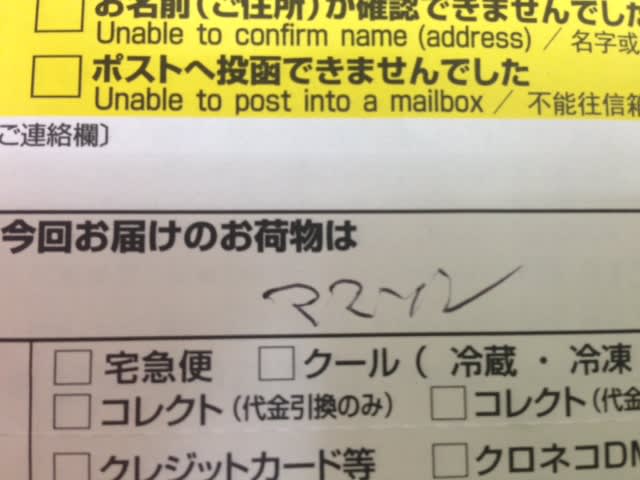 お名前(ご住所)が確認できませんでした
Unable to confirm name (address) / 名字或
ポストへ投函できませんでした
Unable to post into a mailbox / 不能往信箱
ご連絡欄〕
今回お届けのお荷物は
宅急便 クール ( 冷蔵 ・ 冷凍
コレクト (代金引換のみ) コレクト (代金
クレジットカード等 クロネコDM